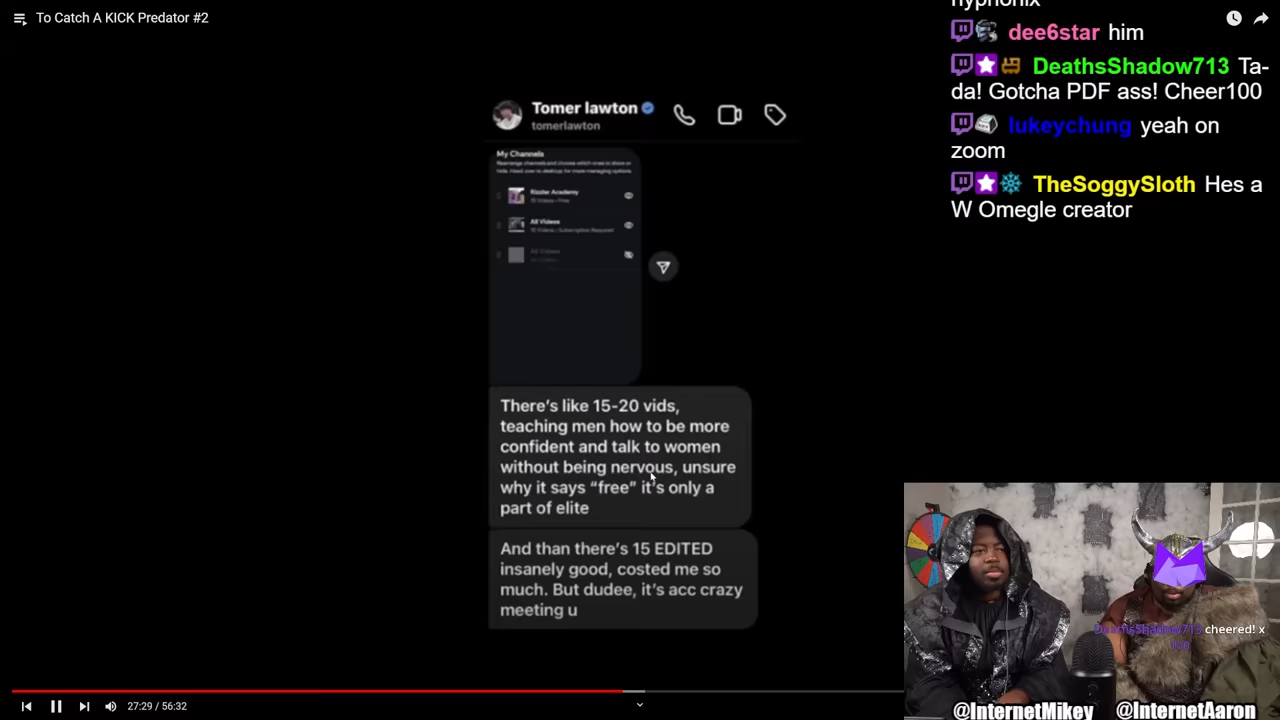 To Catch A KICK Predator #2
dee6star him
DeathsShadow713 Ta-
da! Gotcha PDF ass! Cheer100
lukeychung yeah on
zoom
TheSoggySloth Hes a
W Omegle creator
Tomer lawton
tomerlawton
My Channels
Rizzler Academy
All Videos
All Videos
There's like 15-20 vids,
teaching men how to be more
confident and talk to women
without being nervous, unsure
why it says “free” it's only a
part of elite
And than there's 15 EDITED
insanely good, costed me so
much. But dudee, it's acc crazy
meeting u
DeathsShadow713 cheered! x
100
@InternetMikey
@InternetAaron
27:29 / 56:32